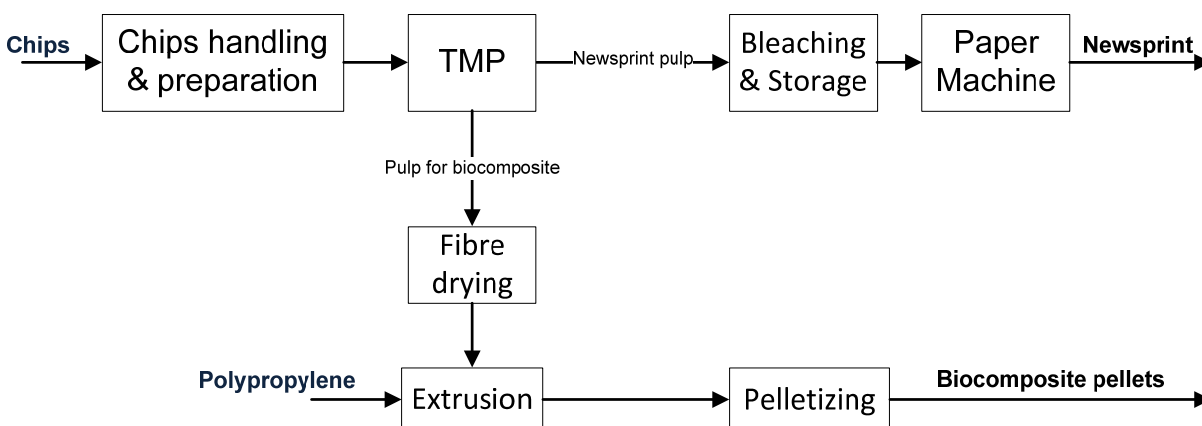 Chips
Chips handling
& preparation
TMP
Newsprint pulp
Bleaching
& Storage
Paper
Machine
Newsprint
Pulp for biocomposite
Fibre
drying
Polypropylene
Extrusion
Pelletizing
Biocomposite pellets